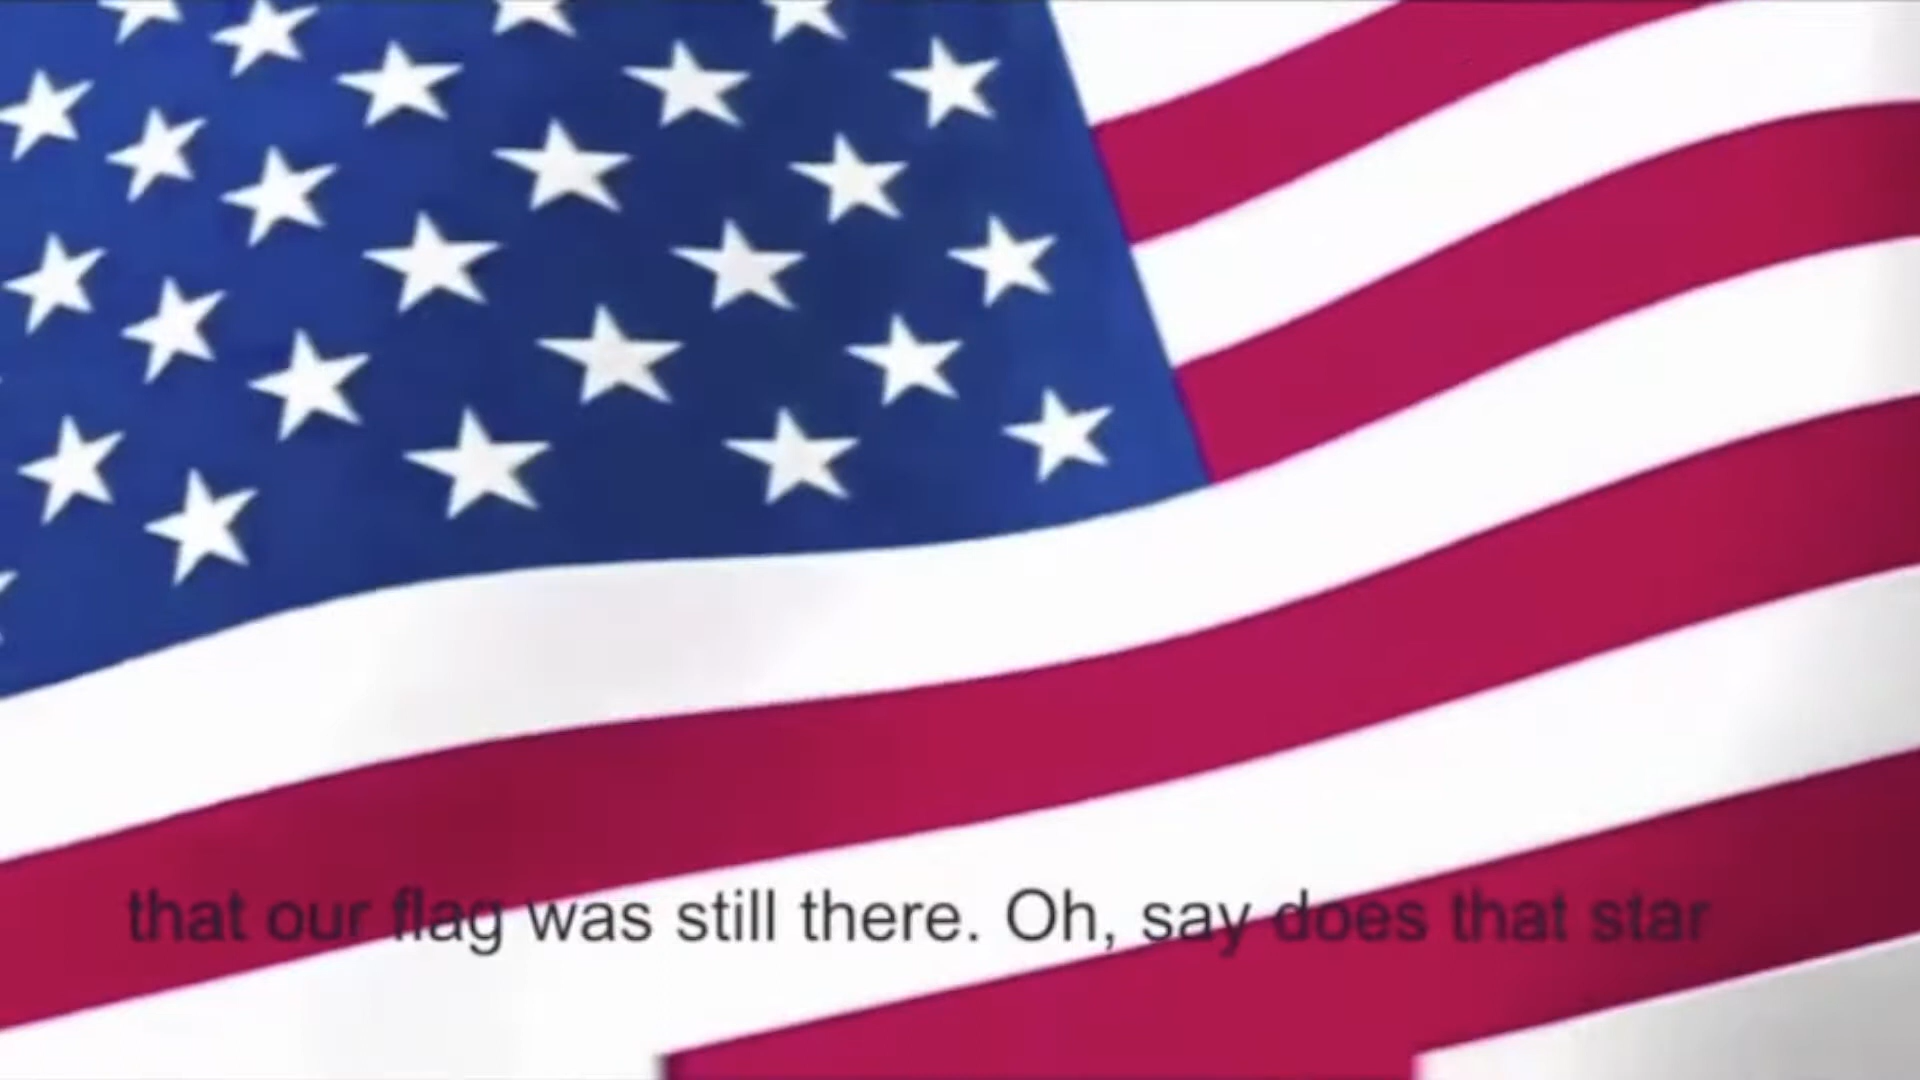 that our flag was still there. Oh, say does that star